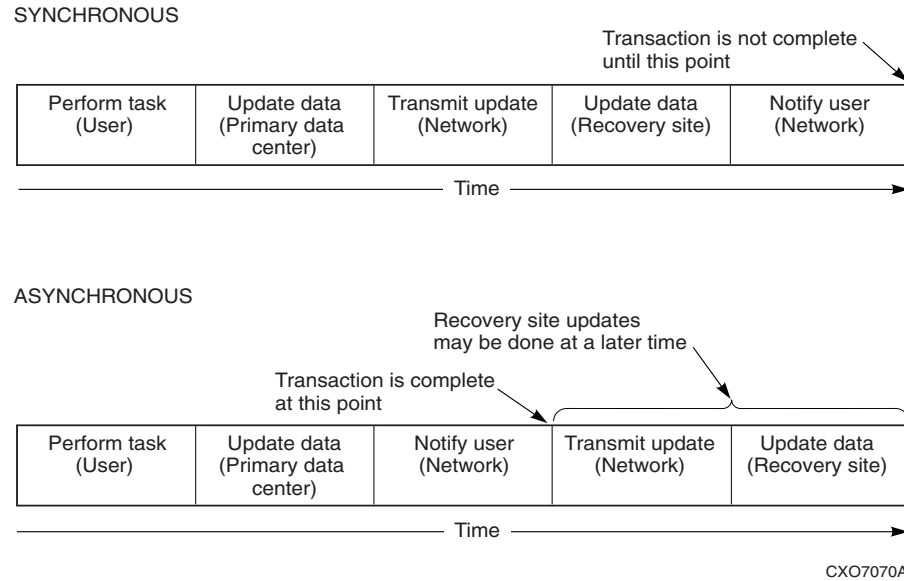 SYNCHRONOUS
Transaction is not complete
until this point
Perform task
(User)
Update data
(Primary data
center)
Transmit update
(Network)
Update data
(Recovery site)
Notify user
(Network)
Time
ASYNCHRONOUS
Recovery site updates
may be done at a later time
Transaction is complete
at this point
Perform task
(User)
Update data
(Primary data
center)
Notify user
(Network)
Transmit update
(Network)
Update data
(Recovery site)
Time
CXO7070A